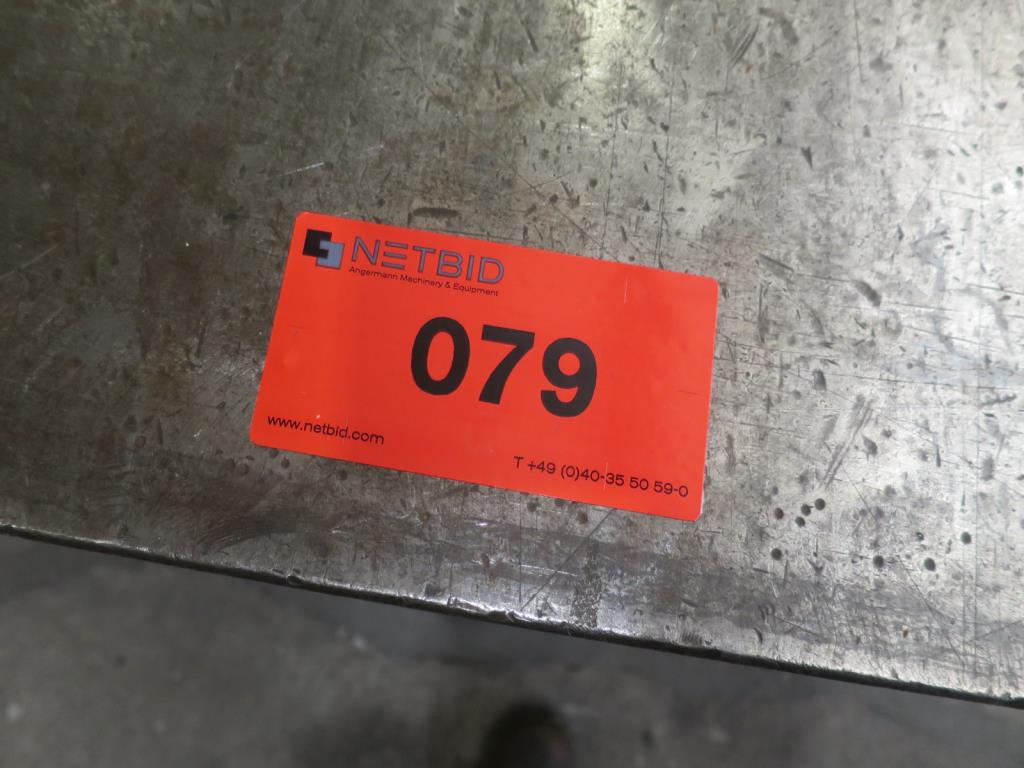 NETBID
Angermann Machinery & Equipment
079
www.netbid.com
T +49 (0)40-35 50 59-0